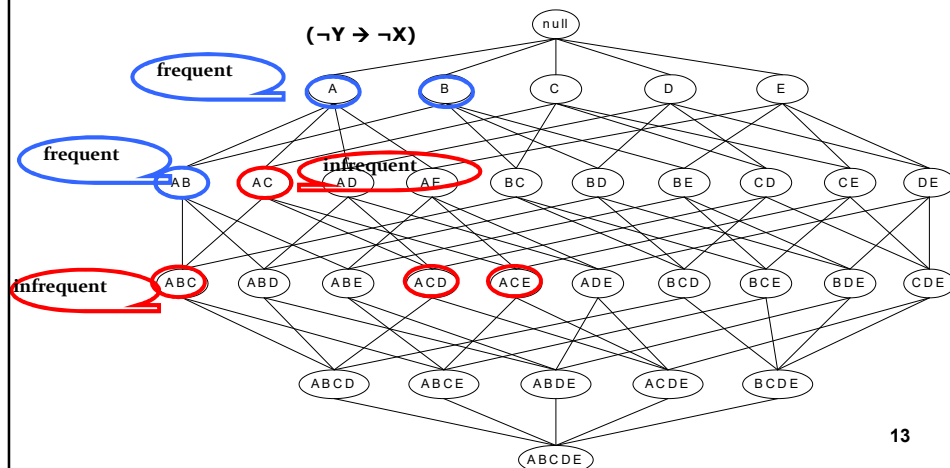 null
(¬Y → ¬X)
frequent
A B C D E
frequent
infrequent
AB AC AD AE BC BD BE CD CE DE
infrequent
ABC ABD ABE ACD ACE ADE BCD BCE BDE CDE
ABCD ABCE ABDE ACDE BCDE
13
ABCDE